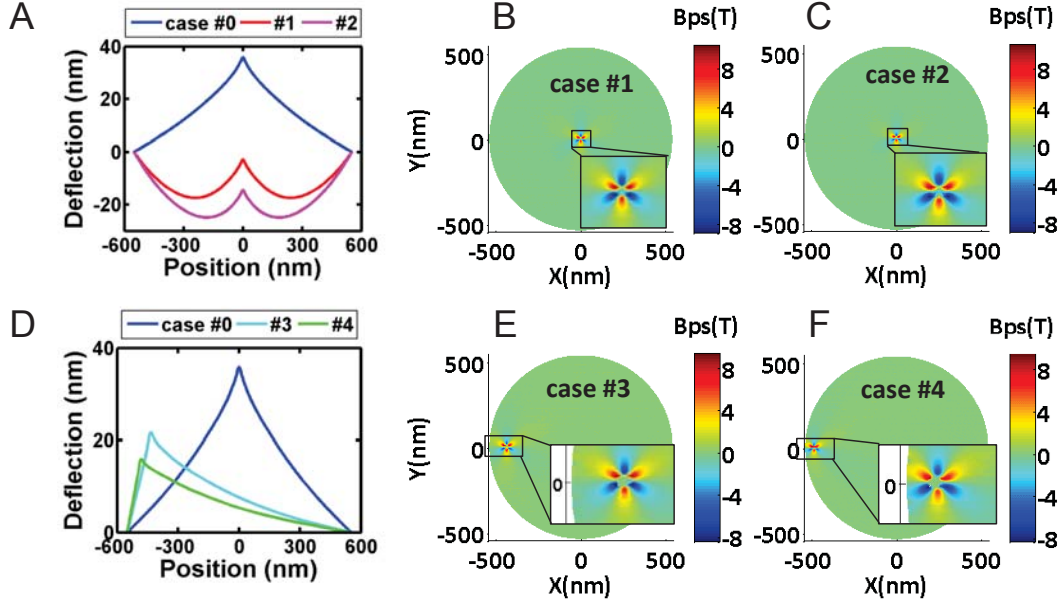 A
case #0 #1 #2
Deflection (nm)
40
20
0
-20
-600 -300 0 300 600
Position (nm)
B
Bps(T)
case #1
Y(nm)
500
0
-500
-500 0 500
X(nm)
8
4
0
-4
-8
C
Bps(T)
case #2
500
0
-500
-500 0 500
X(nm)
8
4
0
-4
-8
D
case #0 #3 #4
Deflection (nm)
40
20
0
-600 -300 0 300 600
Position (nm)
E
Bps(T)
case #3
Y(nm)
500
0
-500
0
-500 0 500
X(nm)
8
4
0
-4
-8
F
Bps(T)
case #4
500
0
-500
0
-500 0 500
X(nm)
8
4
0
-4
-8